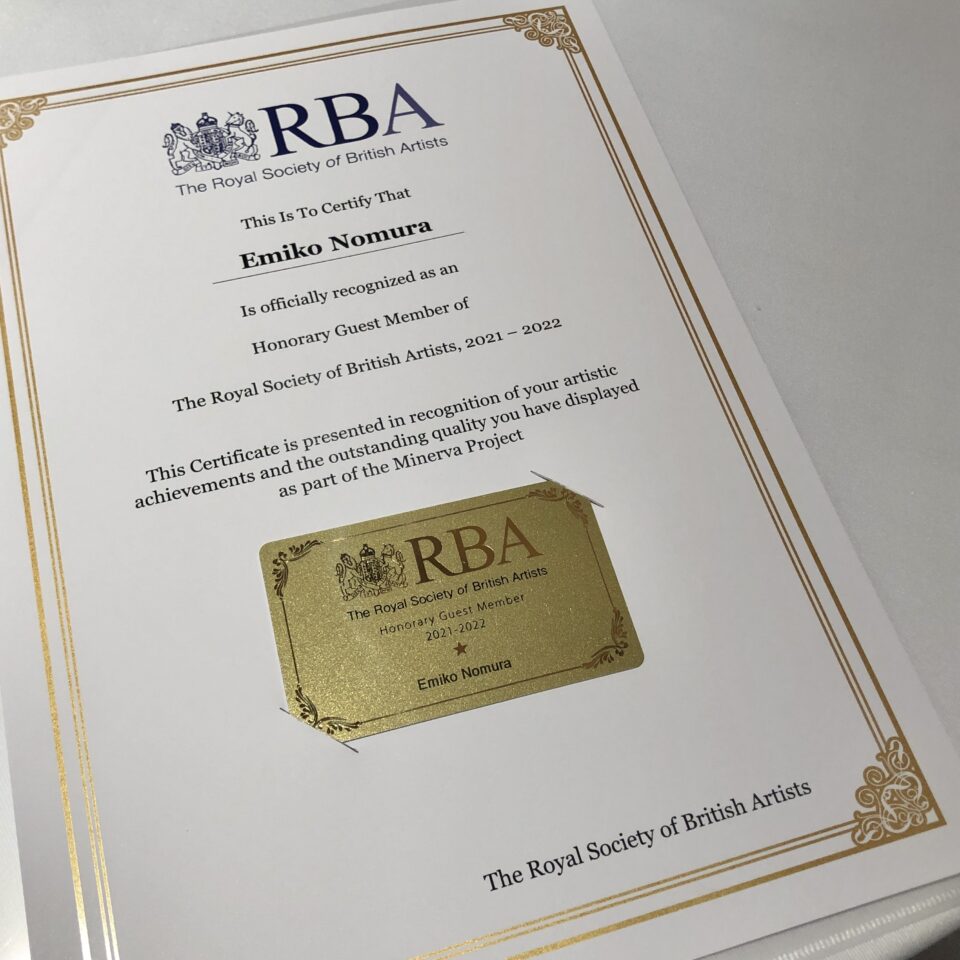 RBA
The Royal Society of British Artists
This Is To Certify That
Emiko Nomura
Is officially recognized as an
Honorary Guest Member of
The Royal Society of British Artists, 2021 – 2022
This Certificate is presented in recognition of your artistic
achievements and the outstanding quality you have displayed
as part of the Minerva Project
RBA
The Royal Society of British Artists
Honorary Guest Member
2021-2022
Emiko Nomura
The Royal Society of British Artists